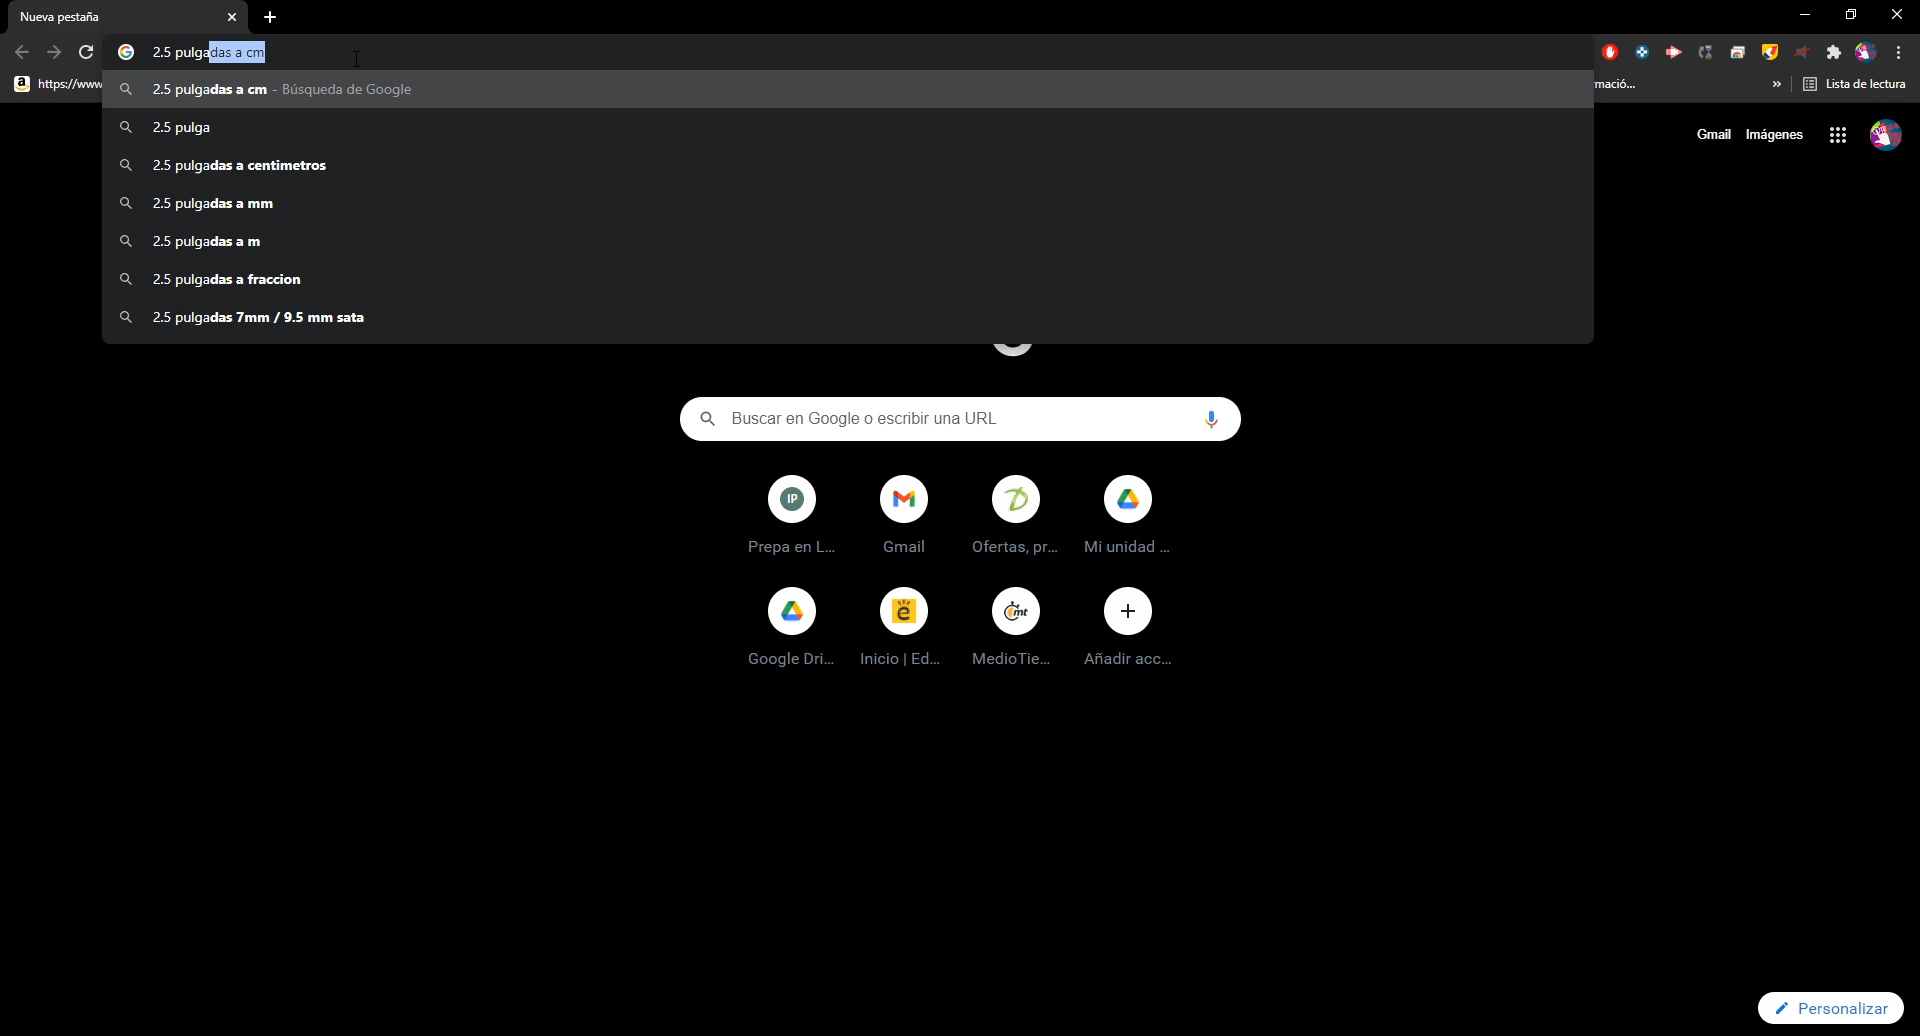 Nueva pestaña
2.5 pulgadas a cm
https://www
2.5 pulgadas a cm - Búsqueda de Google
mació...
»
Lista de lectura
2.5 pulga
Gmail Imágenes
2.5 pulgadas a centimetros
2.5 pulgadas a mm
2.5 pulgadas a m
2.5 pulgadas a fraccion
2.5 pulgadas 7mm / 9.5 mm sata
Buscar en Google o escribir una URL
IP
Prepa en L... Gmail Ofertas, pr... Mi unidad ...
ë mt
Google Dri... Inicio | Ed... MedioTie... Añadir acc...
Personalizar